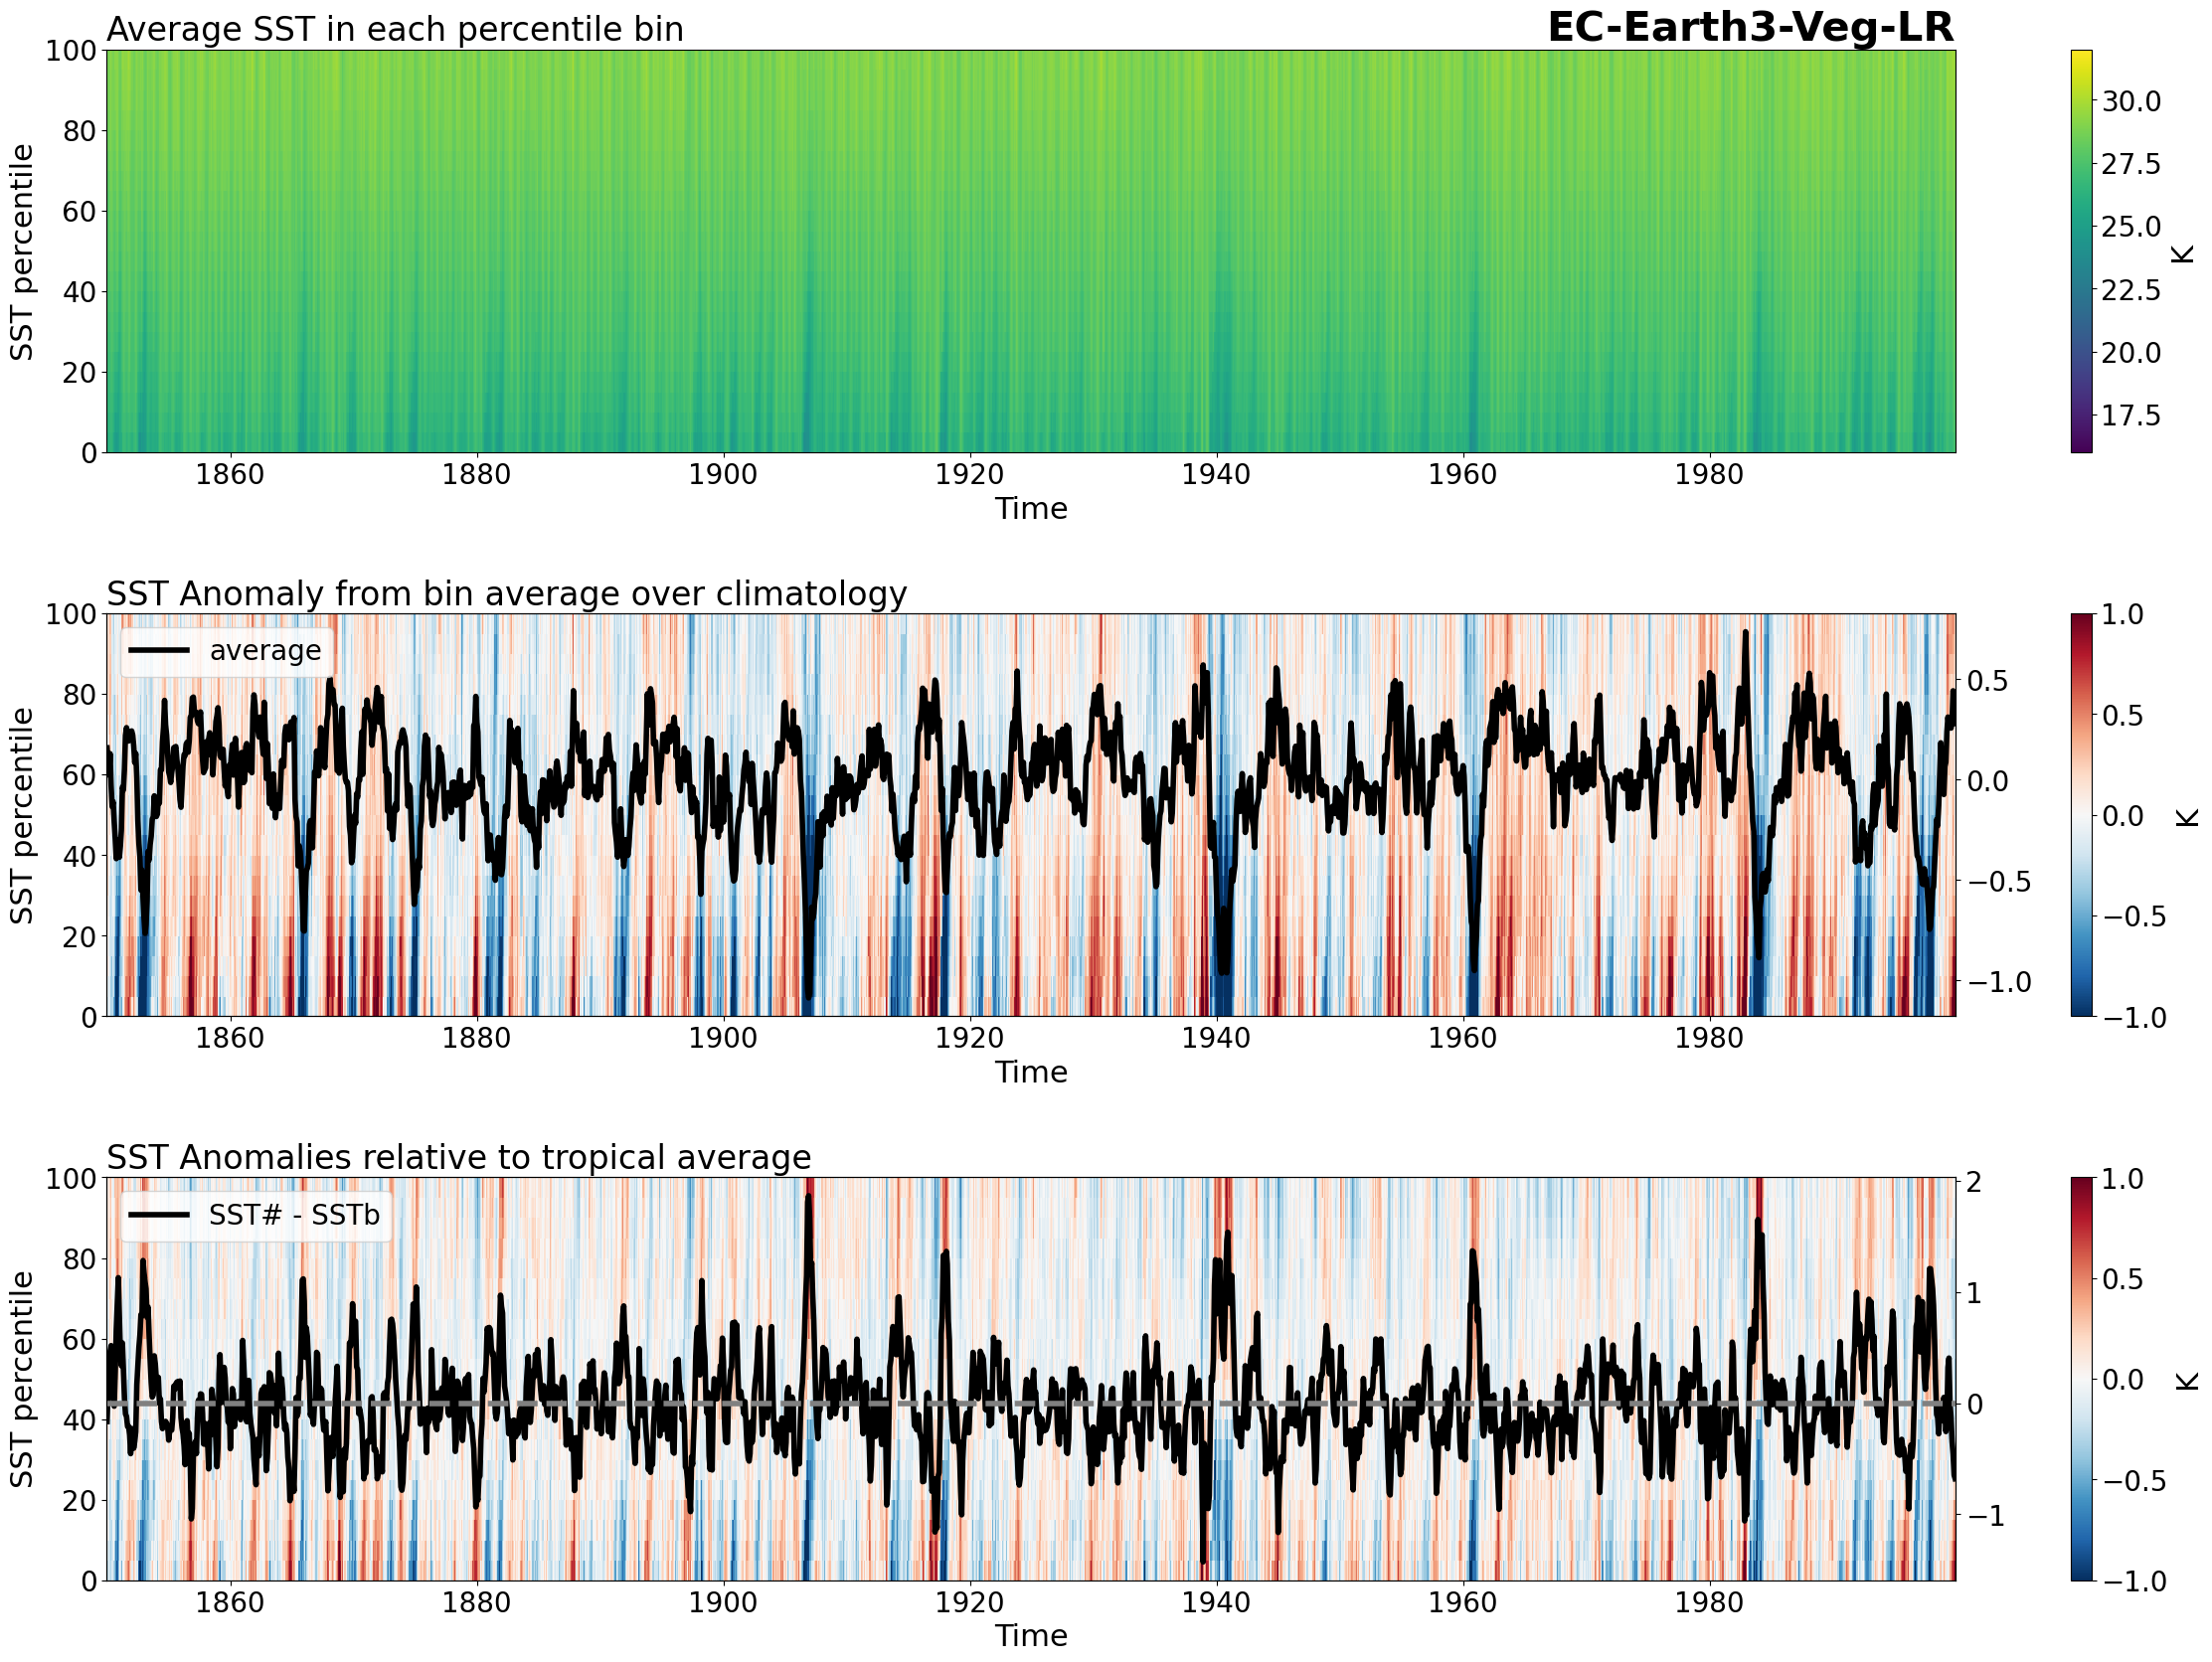 Average SST in each percentile bin
EC-Earth3-Veg-LR
100
80
60
40
20
0
SST percentile
1860 1880 1900 1920 1940 1960 1980
Time
30.0
27.5
25.0
22.5
20.0
17.5
K
SST Anomaly from bin average over climatology
100
80
60
40
20
0
SST percentile
average
1860 1880 1900 1920 1940 1960 1980
Time
0.5
0.0
−0.5
−1.0
1.0
0.5
0.0
−0.5
−1.0
K
SST Anomalies relative to tropical average
100
80
60
40
20
0
SST percentile
SST# - SSTb
1860 1880 1900 1920 1940 1960 1980
Time
2
1
0
−1
1.0
0.5
0.0
−0.5
−1.0
K